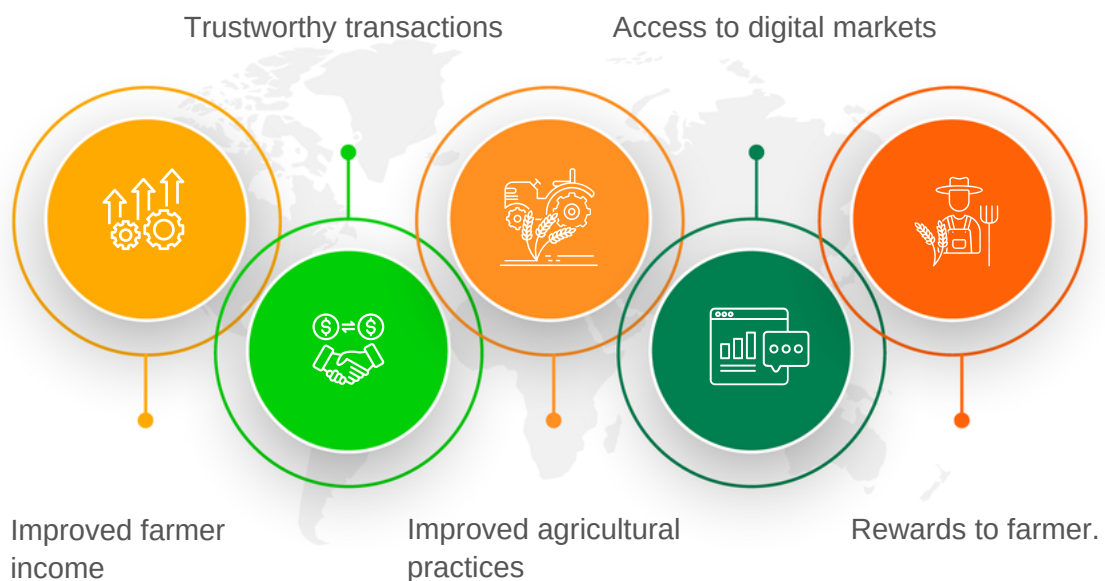 Trustworthy transactions
Access to digital markets
Improved farmer
income
Improved agricultural
practices
Rewards to farmer.